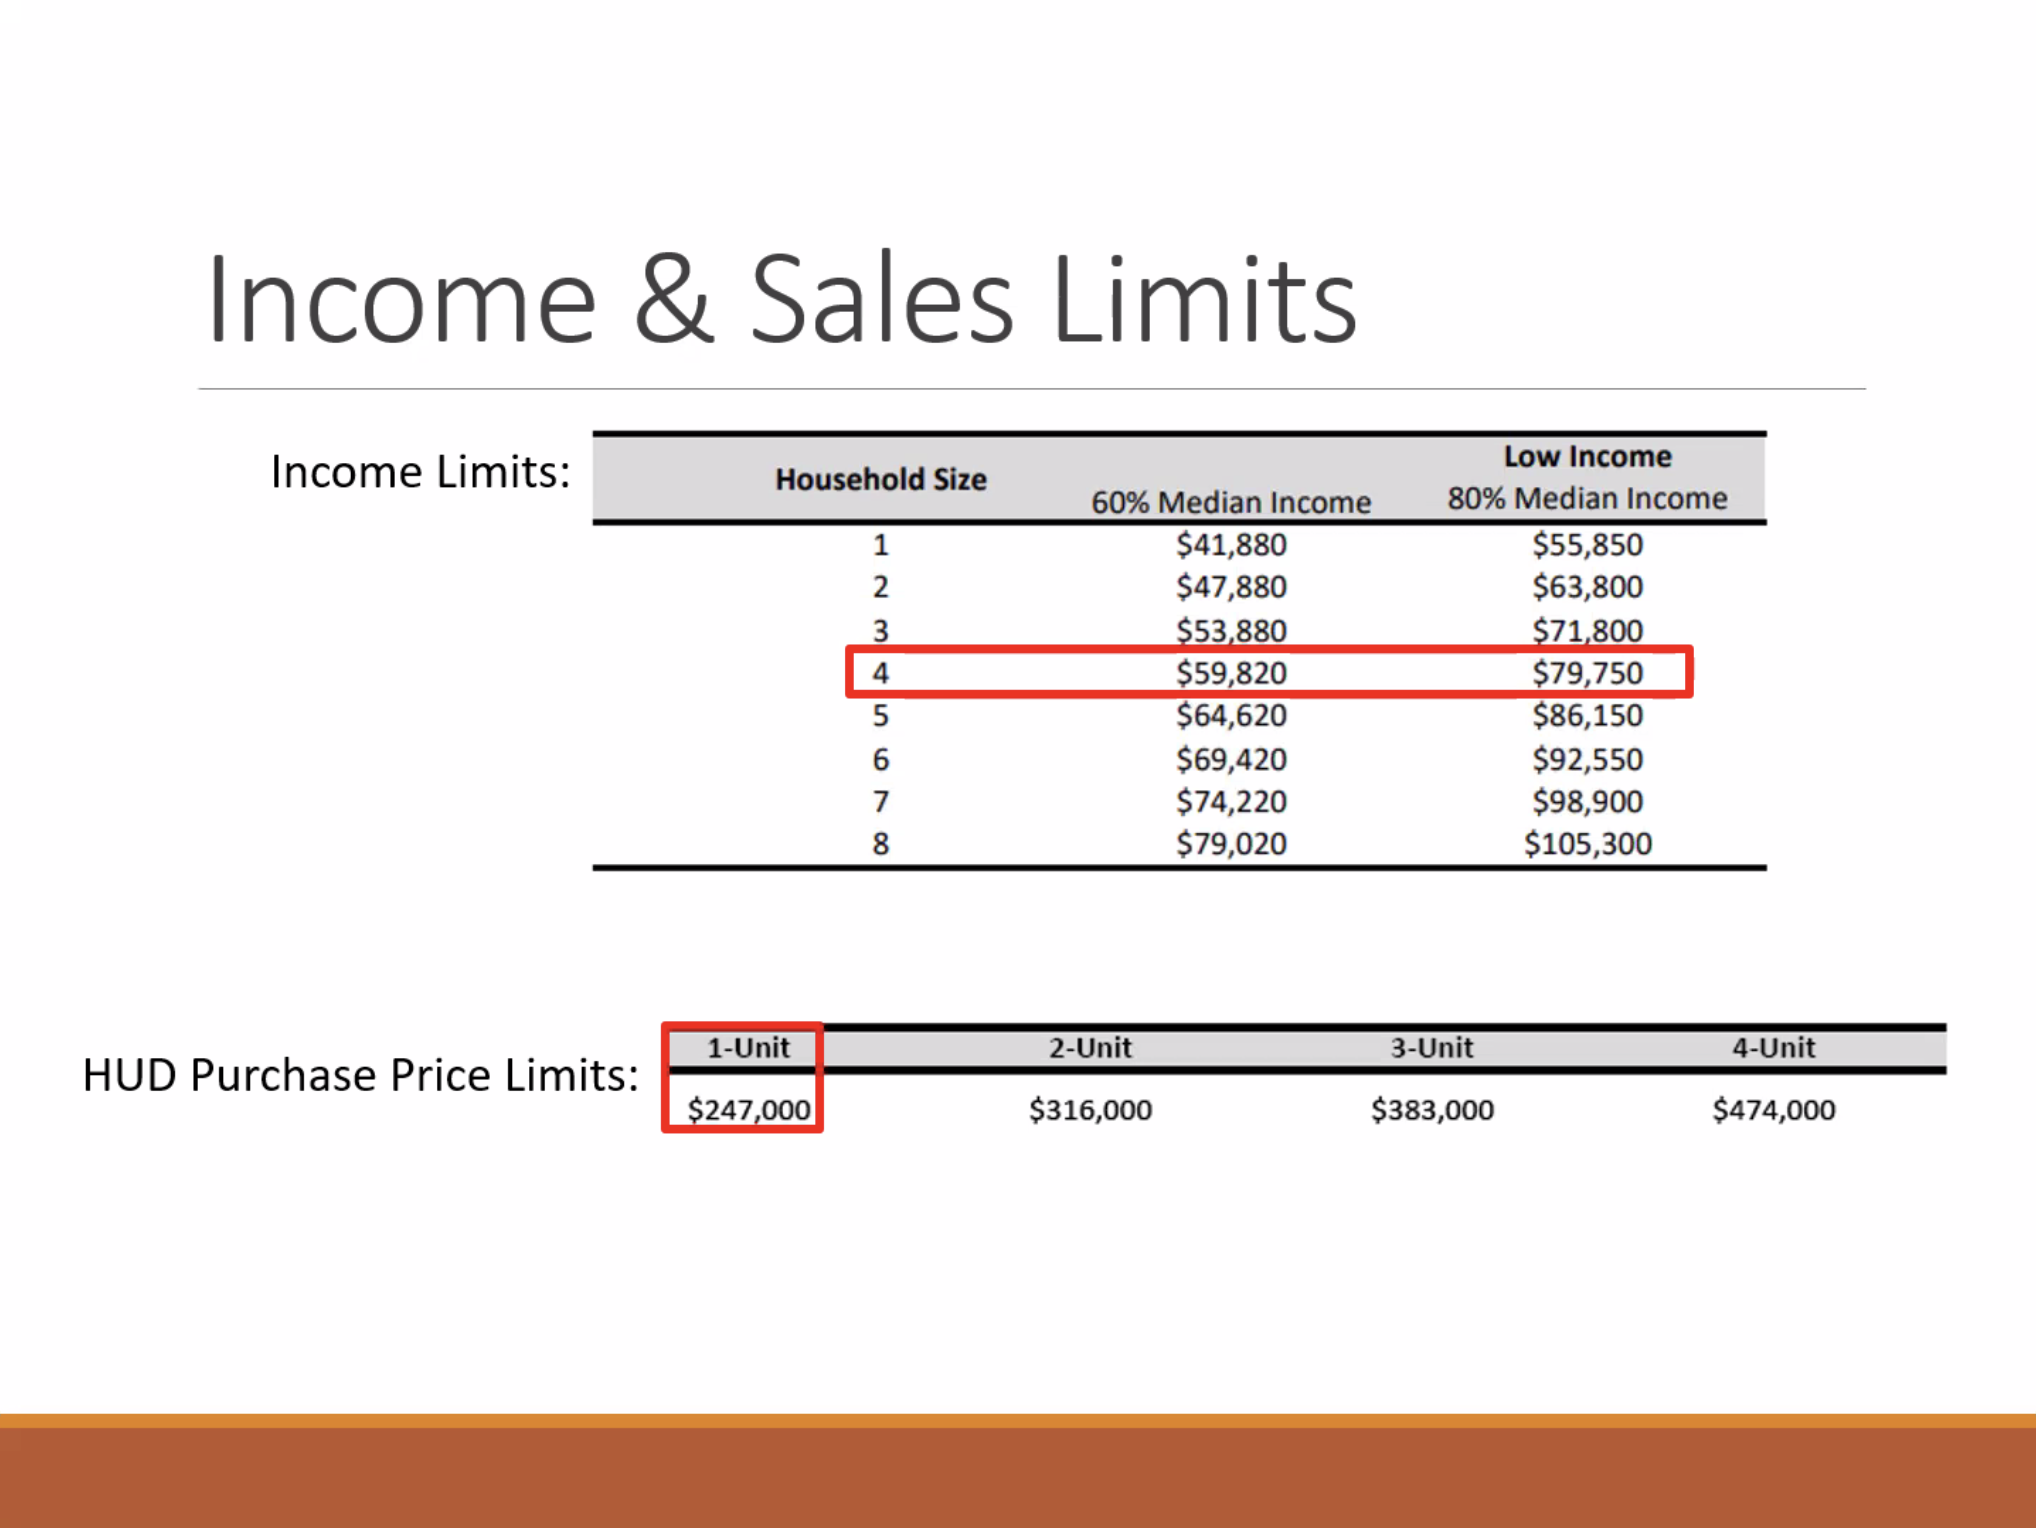 Income & Sales Limits
Income Limits:
Household Size 60% Median Income Low Income 80% Median Income
1 $41,880 $55,850
2 $47,880 $63,800
3 $53,880 $71,800
4 $59,820 $79,750
5 $64,620 $86,150
6 $69,420 $92,550
7 $74,220 $98,900
8 $79,020 $105,300
HUD Purchase Price Limits:
1-Unit 2-Unit 3-Unit 4-Unit
$247,000 $316,000 $383,000 $474,000